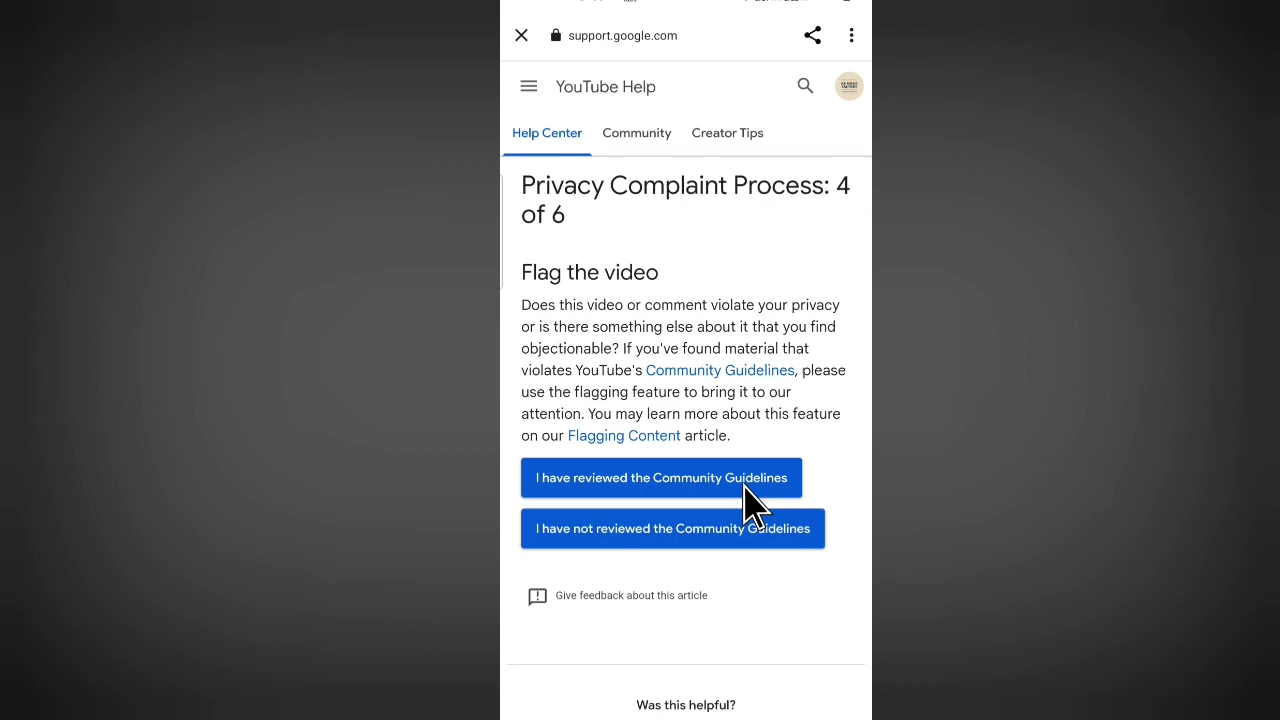 support.google.com
YouTube Help
Help Center Community Creator Tips
Privacy Complaint Process: 4
of 6
Flag the video
Does this video or comment violate your privacy
or is there something else about it that you find
objectionable? If you've found material that
violates YouTube's Community Guidelines, please
use the flagging feature to bring it to our
attention. You may learn more about this feature
on our Flagging Content article.
I have reviewed the Community Guidelines
I have not reviewed the Community Guidelines
Give feedback about this article
Was this helpful?